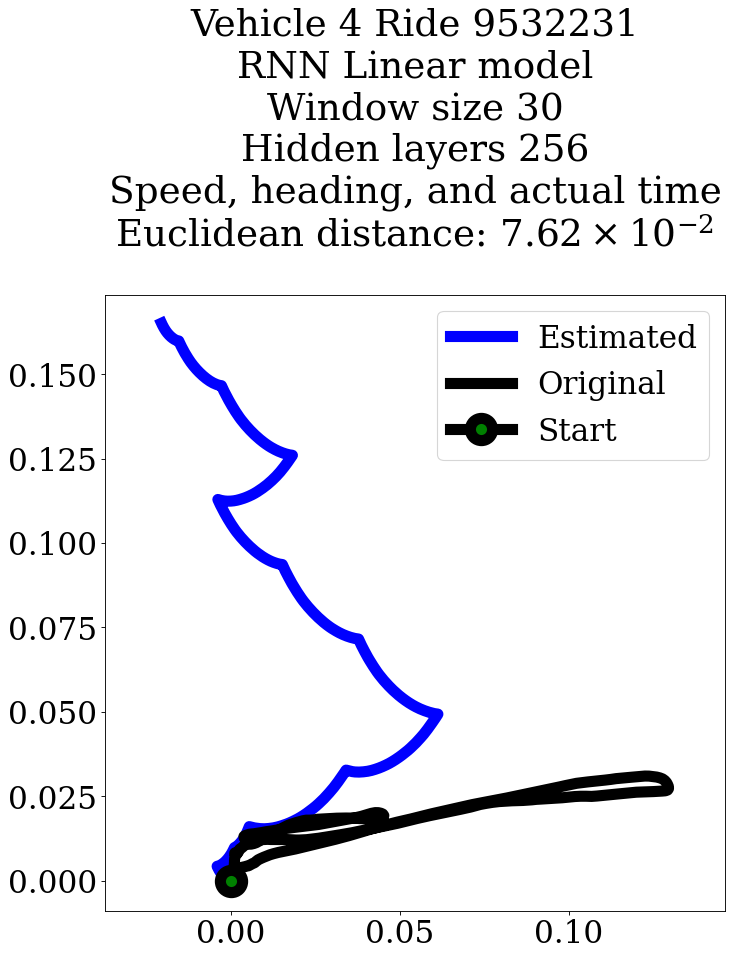 Vehicle 4 Ride 9532231
RNN Linear model
Window size 30
Hidden layers 256
Speed, heading, and actual time
Euclidean distance: 7.62 × 10⁻²
Estimated
Original
Start
0.150
0.125
0.100
0.075
0.050
0.025
0.000
0.00 0.05 0.10